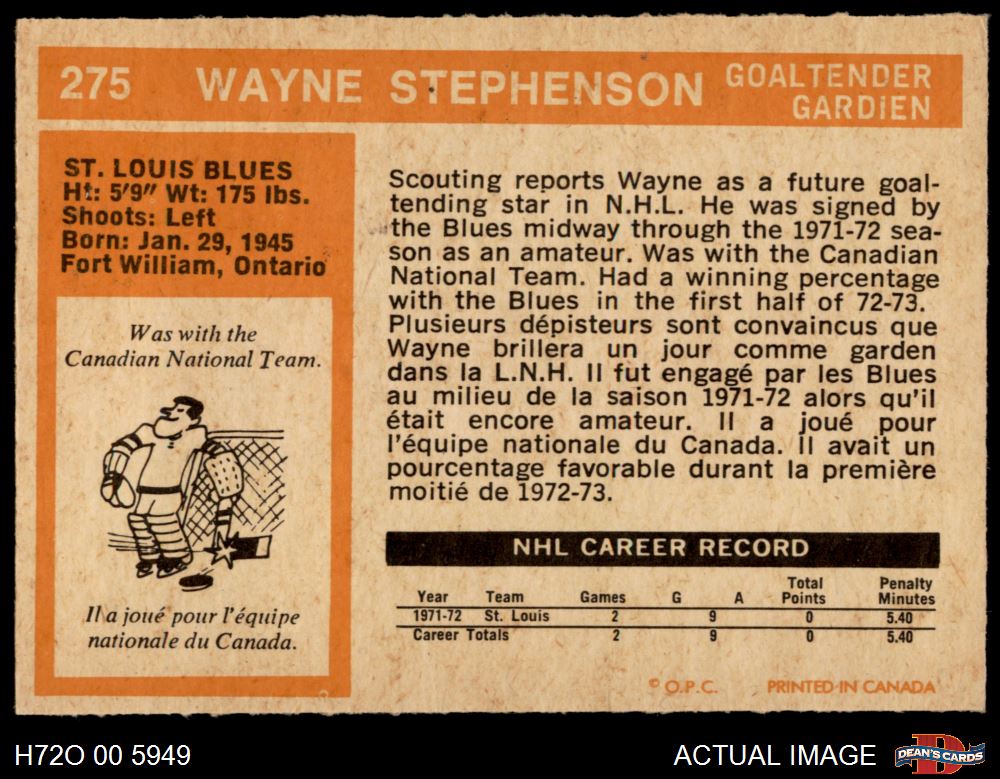 275 WAYNE STEPHENSON GOALTENDER
GARDIEN
ST. LOUIS BLUES
Ht: 5'9" Wt: 175 lbs.
Shoots: Left
Born: Jan. 29, 1945
Fort William, Ontario
Was with the
Canadian National Team.
Il a joué pour l'équipe
nationale du Canada.
Scouting reports Wayne as a future goal-
tending star in N.H.L. He was signed by
the Blues midway through the 1971-72 sea-
son as an amateur. Was with the Canadian
National Team. Had a winning percentage
with the Blues in the first half of 72-73.
Plusieurs dépisteurs sont convaincus que
Wayne brillera un jour comme garden
dans la L.N.H. Il fut engagé par les Blues
au milieu de la saison 1971-72 alors qu'il
était encore amateur. Il a joué pour
l'équipe nationale du Canada. Il avait un
pourcentage favorable durant la première
moitié de 1972-73.
NHL CAREER RECORD
Year Team Games G A Total Points Penalty Minutes
1971-72 St. Louis 2 9 0 5.40
Career Totals 2 9 0 5.40
© O.P.C. PRINTED IN CANADA
H72O 00 5949 ACTUAL IMAGE DEAN'S CARDS